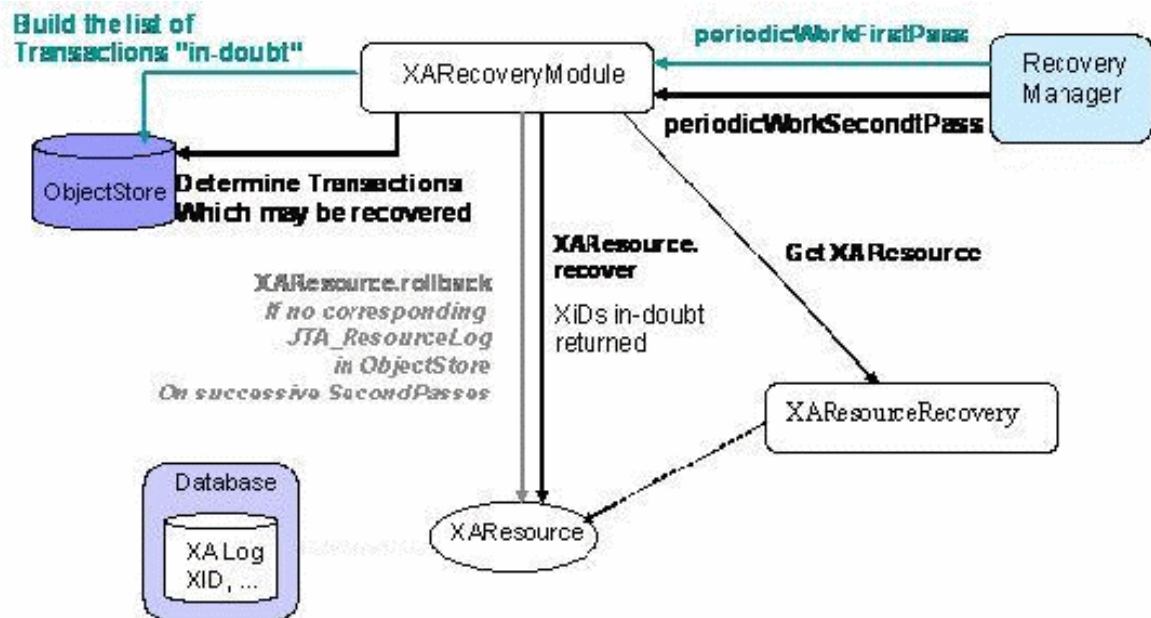 Build the list of
Transactions "in-doubt"
periodicWorkFirstPass
XARecoveryModule
Recovery
Manager
periodicWorkSecondtPass
ObjectStore
Determine Transactions
Which may be recovered
XAResource.
recover
Get XAResource
XAResource.rollback
If no corresponding
JTA_ResourceLog
in ObjectStore
On successive SecondPasses
XiDs in-doubt
returned
XAResourceRecovery
Database
XA Log
XID, ...
XAResource